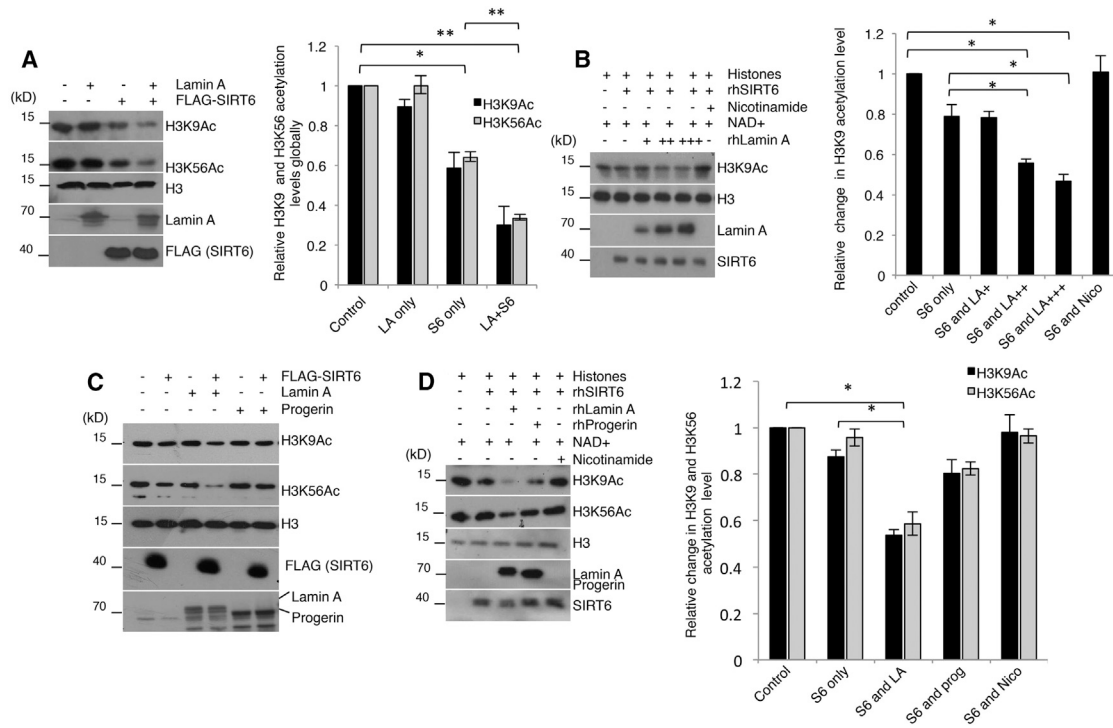 A
- + - + Lamin A
- - + + FLAG-SIRT6
(kD)
15 H3K9Ac
H3K56Ac
15
15 H3
70 Lamin A
40 FLAG (SIRT6)
Relative H3K9 and H3K56 acetylation
levels globally
**
**
*
1.2
1
0.8
0.6
0.4
0.2
0
H3K9Ac
H3K56Ac
Control
LA only
S6 only
LA+S6
B
+ + + + + + Histones
- + + + + + rhSIRT6
+ Nicotinamide
+ + + + + + NAD+
- - + ++ +++ - rhLamin A
(kD)
15 H3K9Ac
15 H3
70 Lamin A
40 SIRT6
Relative change in H3K9 acetylation level
*
*
*
*
1.2
1
0.8
0.6
0.4
0.2
0
control
S6 only
S6 and LA+
S6 and LA++
S6 and LA+++
S6 and Nico
C
- + - + - + FLAG-SIRT6
- - + + - - Lamin A
- - - - + + Progerin
(kD)
15 H3K9Ac
15 H3K56Ac
15 H3
40 FLAG (SIRT6)
Lamin A
70 Progerin
D
+ + + + + Histones
- + + + + rhSIRT6
- - + - - rhLamin A
- - - + - rhProgerin
+ + + + + NAD+
- - - - + Nicotinamide
(kD)
15 H3K9Ac
15 H3K56Ac
15 H3
70 Lamin A
Progerin
40 SIRT6
Relative change in H3K9 and H3K56
acetylation level
H3K9Ac
H3K56Ac
*
*
1.2
1
0.8
0.6
0.4
0.2
0
Control
S6 only
S6 and LA
S6 and prog
S6 and Nico